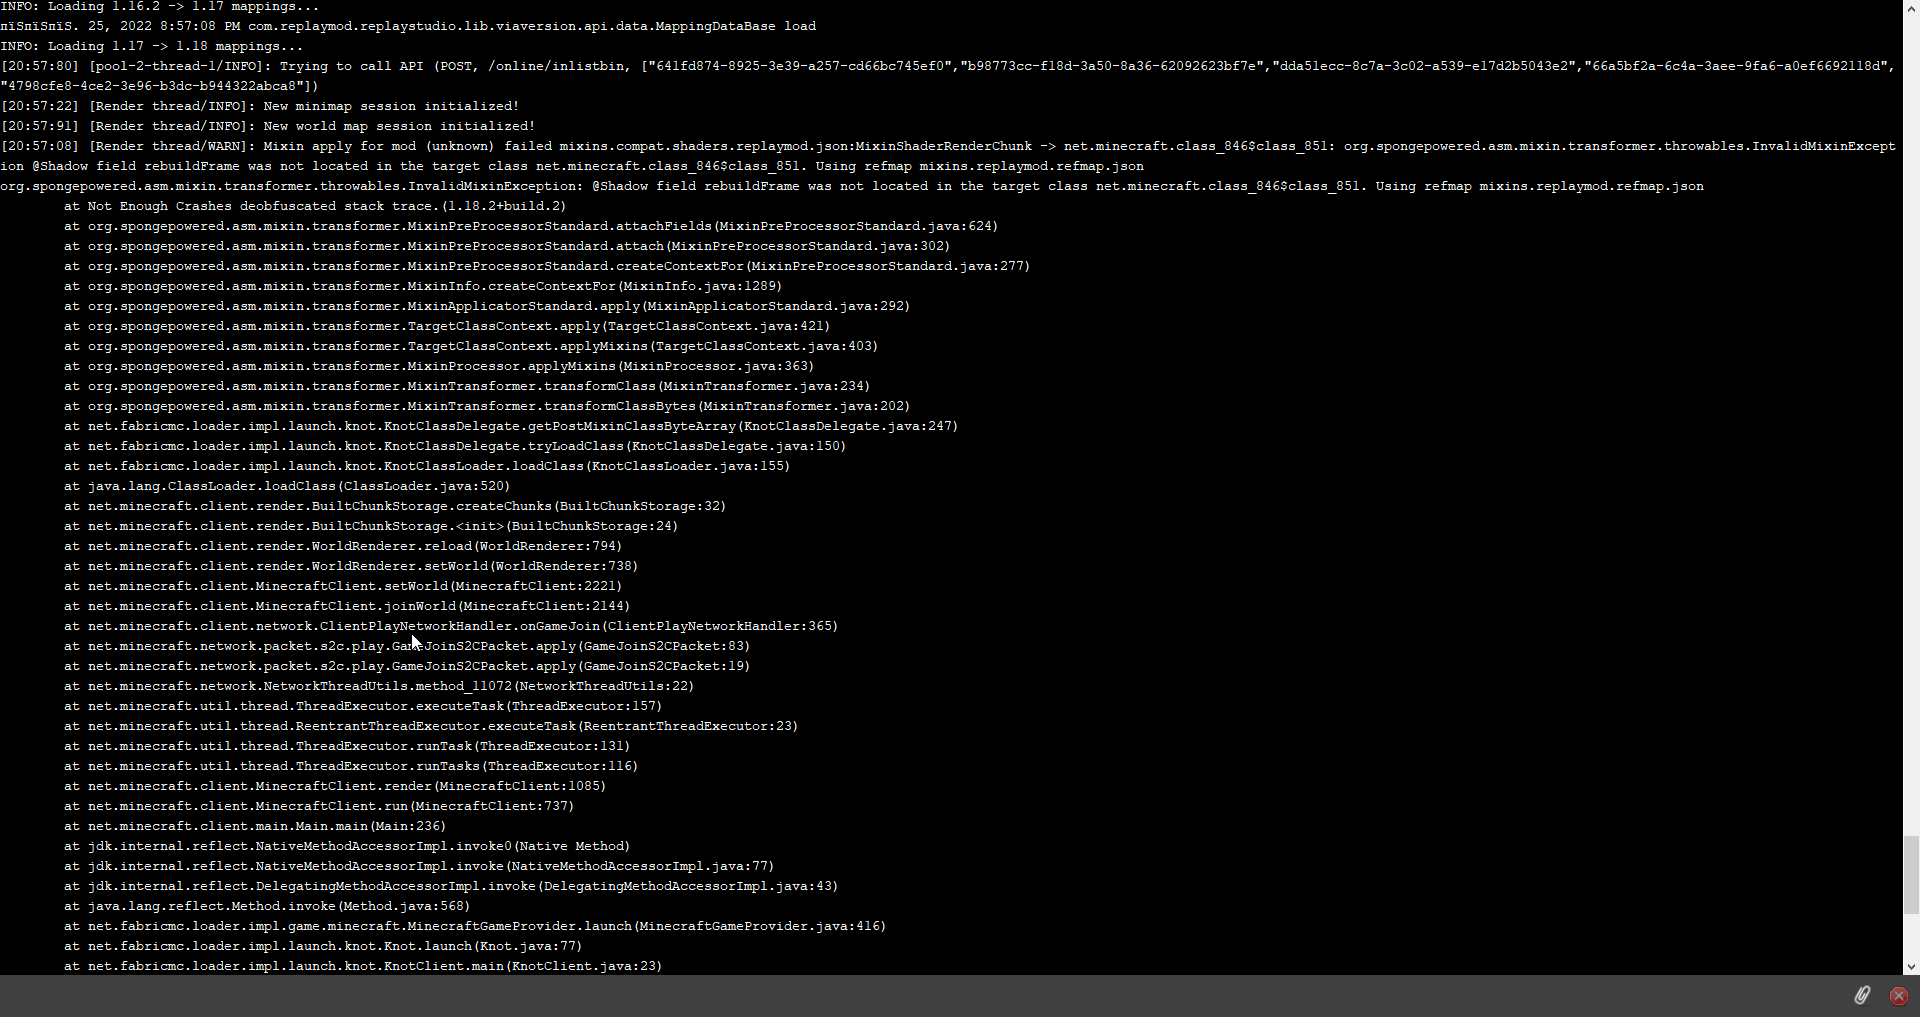 INFO: Loading 1.16.2 -> 1.17 mappings...
пїЅпїЅпїЅ. 25, 2022 8:57:08 PM com.replaymod.replaystudio.lib.viaversion.api.data.MappingDataBase load
INFO: Loading 1.17 -> 1.18 mappings...
[20:57:80] [pool-2-thread-1/INFO]: Trying to call API (POST, /online/inlistbin, ["641fd874-8925-3e39-a257-cd66bc745ef0","b98773cc-f18d-3a50-8a36-62092623bf7e","dda51ecc-8c7a-3c02-a539-e17d2b5043e2","66a5bf2a-6c4a-3aee-9fa6-a0ef6692118d",
"4798cfe8-4ce2-3e96-b3dc-b944322abca8"])
[20:57:22] [Render thread/INFO]: New minimap session initialized!
[20:57:91] [Render thread/INFO]: New world map session initialized!
[20:57:08] [Render thread/WARN]: Mixin apply for mod (unknown) failed mixins.compat.shaders.replaymod.json:MixinShaderRenderChunk -> net.minecraft.class_846$class_851: org.spongepowered.asm.mixin.transformer.throwables.InvalidMixinExcept
ion @Shadow field rebuildFrame was not located in the target class net.minecraft.class_846$class_851. Using refmap mixins.replaymod.refmap.json
org.spongepowered.asm.mixin.transformer.throwables.InvalidMixinException: @Shadow field rebuildFrame was not located in the target class net.minecraft.class_846$class_851. Using refmap mixins.replaymod.refmap.json
at Not Enough Crashes deobfuscated stack trace.(1.18.2+build.2)
at org.spongepowered.asm.mixin.transformer.MixinPreProcessorStandard.attachFields(MixinPreProcessorStandard.java:624)
at org.spongepowered.asm.mixin.transformer.MixinPreProcessorStandard.attach(MixinPreProcessorStandard.java:302)
at org.spongepowered.asm.mixin.transformer.MixinPreProcessorStandard.createContextFor(MixinPreProcessorStandard.java:277)
at org.spongepowered.asm.mixin.transformer.MixinInfo.createContextFor(MixinInfo.java:1289)
at org.spongepowered.asm.mixin.transformer.MixinApplicatorStandard.apply(MixinApplicatorStandard.java:292)
at org.spongepowered.asm.mixin.transformer.TargetClassContext.apply(TargetClassContext.java:421)
at org.spongepowered.asm.mixin.transformer.TargetClassContext.applyMixins(TargetClassContext.java:403)
at org.spongepowered.asm.mixin.transformer.MixinProcessor.applyMixins(MixinProcessor.java:363)
at org.spongepowered.asm.mixin.transformer.MixinTransformer.transformClass(MixinTransformer.java:234)
at org.spongepowered.asm.mixin.transformer.MixinTransformer.transformClassBytes(MixinTransformer.java:202)
at net.fabricmc.loader.impl.launch.knot.KnotClassDelegate.getPostMixinClassByteArray(KnotClassDelegate.java:247)
at net.fabricmc.loader.impl.launch.knot.KnotClassDelegate.tryLoadClass(KnotClassDelegate.java:150)
at net.fabricmc.loader.impl.launch.knot.KnotClassLoader.loadClass(KnotClassLoader.java:155)
at java.lang.ClassLoader.loadClass(ClassLoader.java:520)
at net.minecraft.client.render.BuiltChunkStorage.createChunks(BuiltChunkStorage:32)
at net.minecraft.client.render.BuiltChunkStorage.<init>(BuiltChunkStorage:24)
at net.minecraft.client.render.WorldRenderer.reload(WorldRenderer:794)
at net.minecraft.client.render.WorldRenderer.setWorld(WorldRenderer:738)
at net.minecraft.client.MinecraftClient.setWorld(MinecraftClient:2221)
at net.minecraft.client.MinecraftClient.joinWorld(MinecraftClient:2144)
at net.minecraft.client.network.ClientPlayNetworkHandler.onGameJoin(ClientPlayNetworkHandler:365)
at net.minecraft.network.packet.s2c.play.GameJoinS2CPacket.apply(GameJoinS2CPacket:83)
at net.minecraft.network.packet.s2c.play.GameJoinS2CPacket.apply(GameJoinS2CPacket:19)
at net.minecraft.network.NetworkThreadUtils.method_11072(NetworkThreadUtils:22)
at net.minecraft.util.thread.ThreadExecutor.executeTask(ThreadExecutor:157)
at net.minecraft.util.thread.ReentrantThreadExecutor.executeTask(ReentrantThreadExecutor:23)
at net.minecraft.util.thread.ThreadExecutor.runTask(ThreadExecutor:131)
at net.minecraft.util.thread.ThreadExecutor.runTasks(ThreadExecutor:116)
at net.minecraft.client.MinecraftClient.render(MinecraftClient:1085)
at net.minecraft.client.MinecraftClient.run(MinecraftClient:737)
at net.minecraft.client.main.Main.main(Main:236)
at jdk.internal.reflect.NativeMethodAccessorImpl.invoke0(Native Method)
at jdk.internal.reflect.NativeMethodAccessorImpl.invoke(NativeMethodAccessorImpl.java:77)
at jdk.internal.reflect.DelegatingMethodAccessorImpl.invoke(DelegatingMethodAccessorImpl.java:43)
at java.lang.reflect.Method.invoke(Method.java:568)
at net.fabricmc.loader.impl.game.minecraft.MinecraftGameProvider.launch(MinecraftGameProvider.java:416)
at net.fabricmc.loader.impl.launch.knot.Knot.launch(Knot.java:77)
at net.fabricmc.loader.impl.launch.knot.KnotClient.main(KnotClient.java:23)